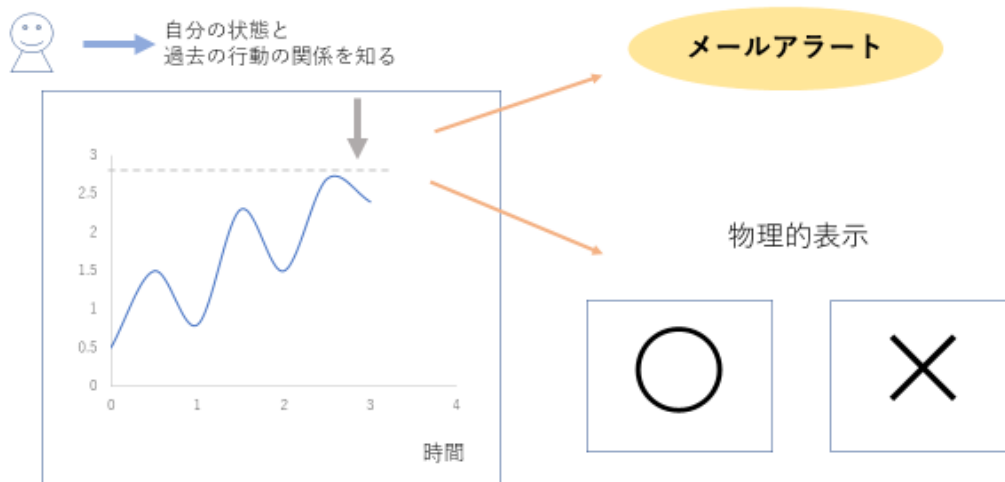 自分の状態と
過去の行動の関係を知る
メールアラート
3
2.5
2
1.5
1
0.5
0
0 1 2 3 4
時間
物理的表示